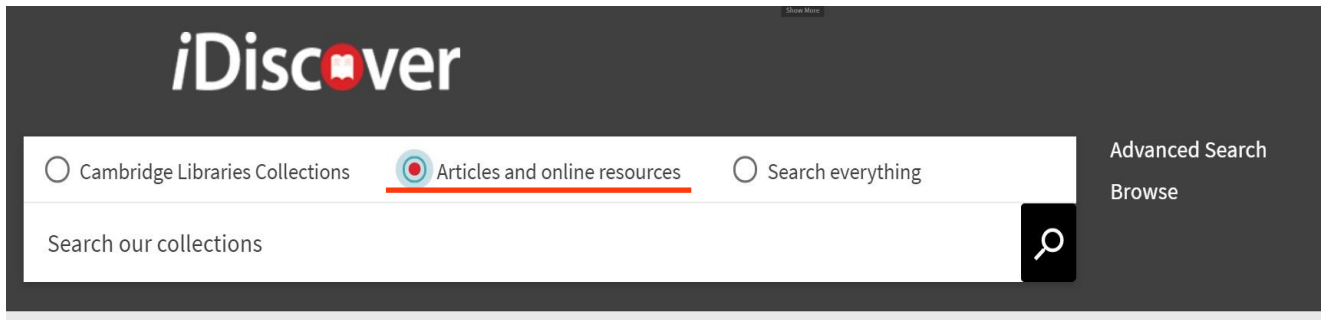 Show More
iDiscover
Cambridge Libraries Collections Articles and online resources Search everything
Advanced Search
Browse
Search our collections